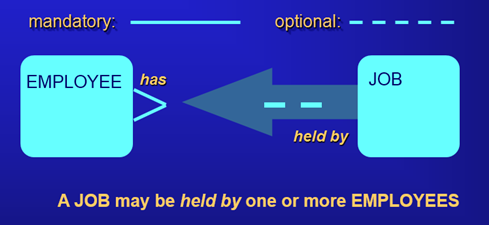 mandatory: optional:
EMPLOYEE has JOB
held by
A JOB may be held by one or more EMPLOYEES